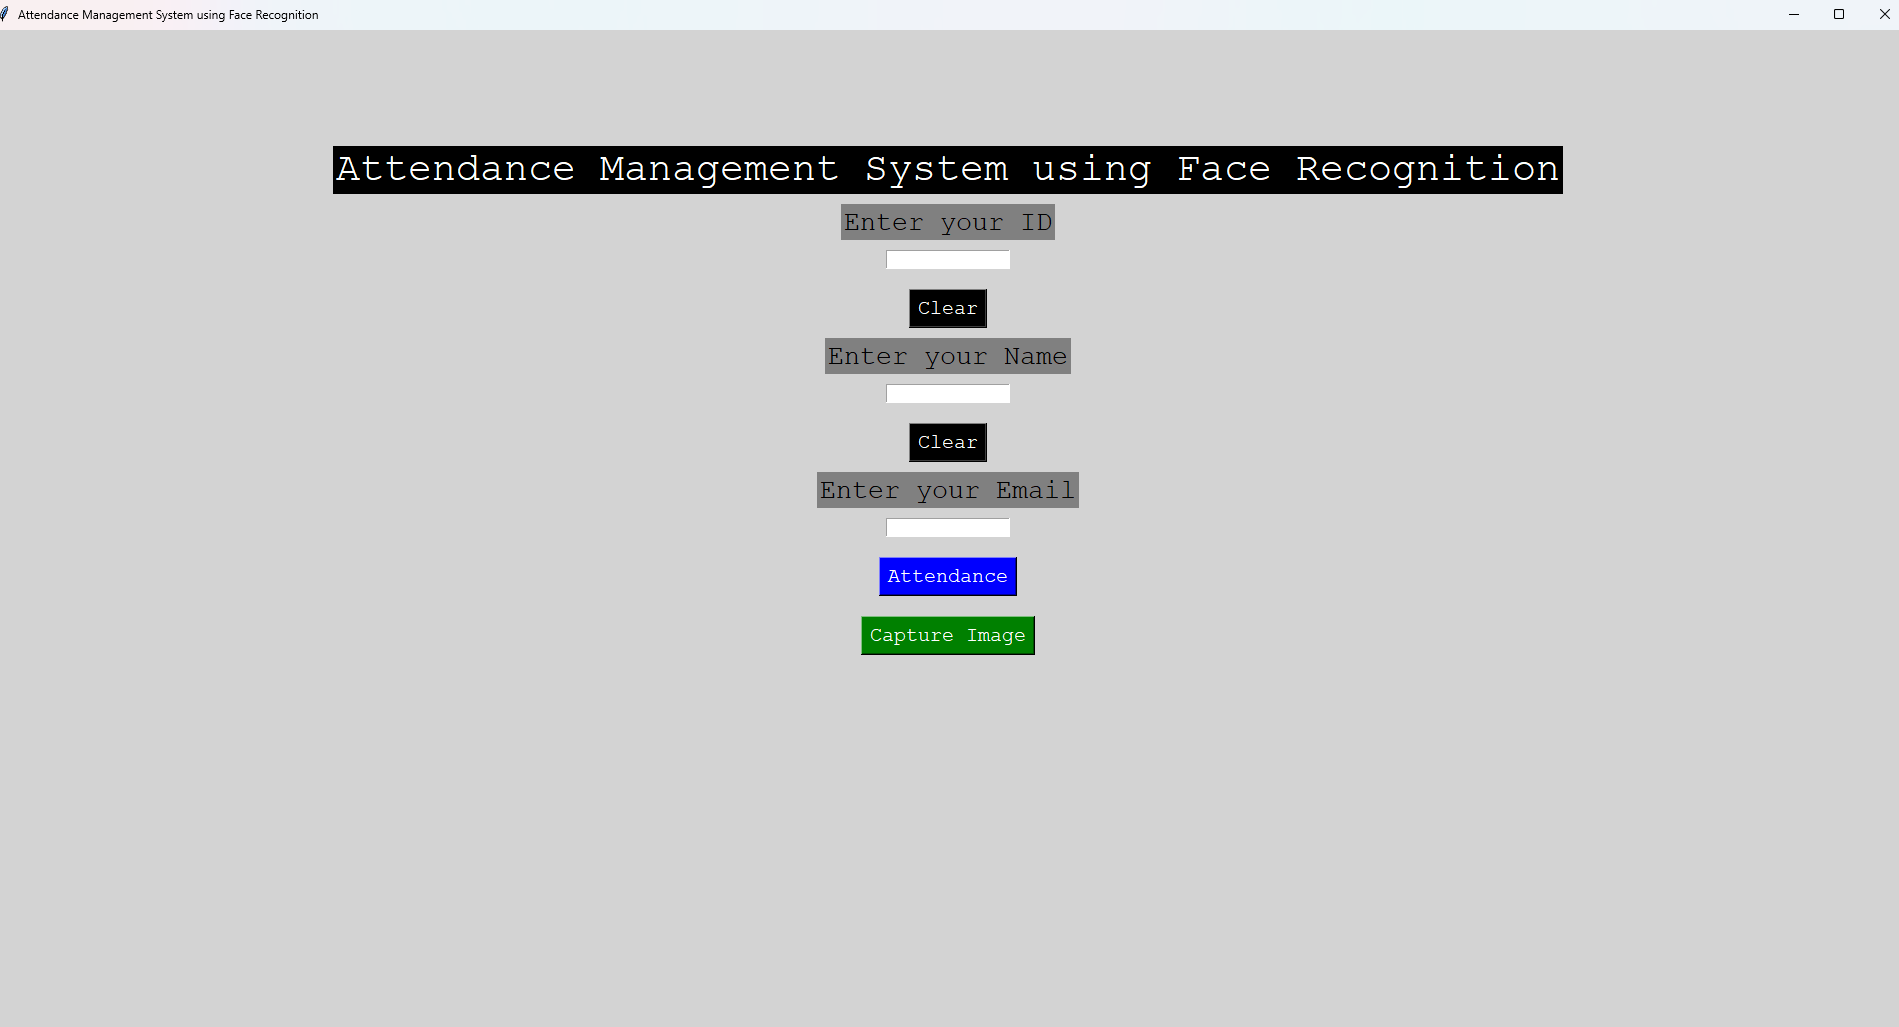 Attendance Management System using Face Recognition
Attendance Management System using Face Recognition
Enter your ID
Clear
Enter your Name
Clear
Enter your Email
Attendance
Capture Image